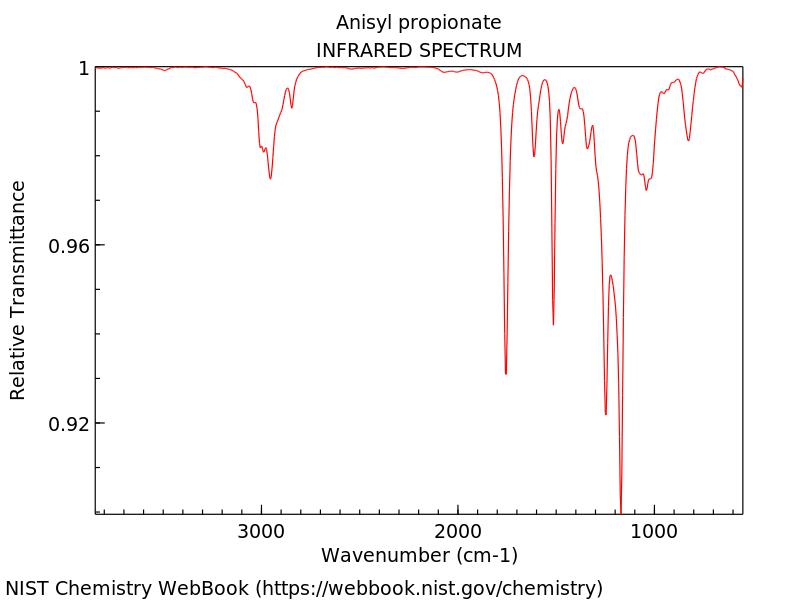 Anisyl propionate
INFRARED SPECTRUM
1
0.96
0.92
Relative Transmittance
3000 2000 1000
Wavenumber (cm-1)
NIST Chemistry WebBook (https://webbook.nist.gov/chemistry)